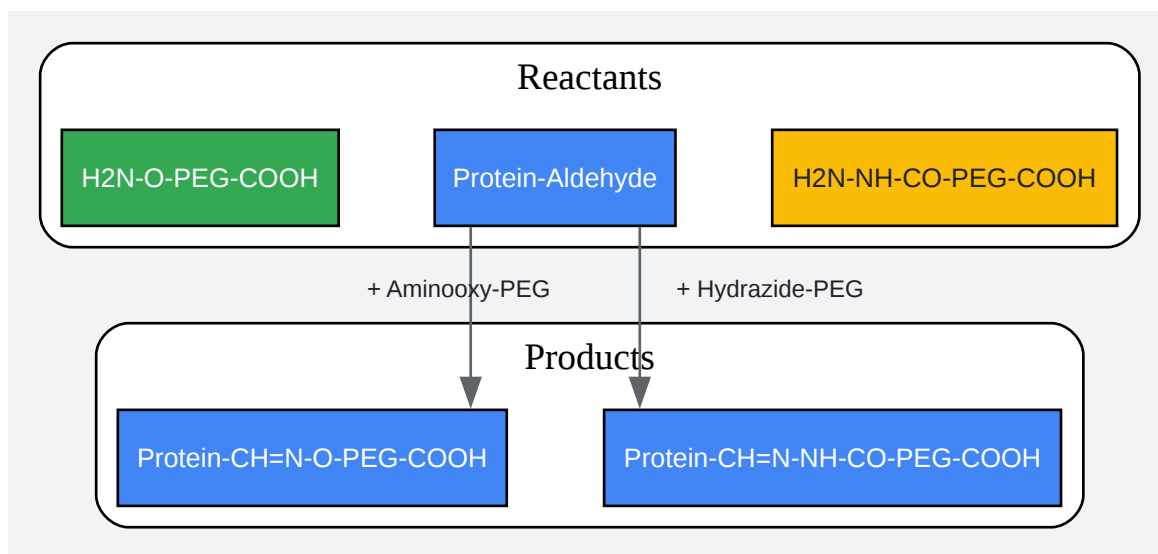 Reactants
H2N-O-PEG-COOH
Protein-Aldehyde
H2N-NH-CO-PEG-COOH
+ Aminooxy-PEG
+ Hydrazide-PEG
Products
Protein-CH=N-O-PEG-COOH
Protein-CH=N-NH-CO-PEG-COOH